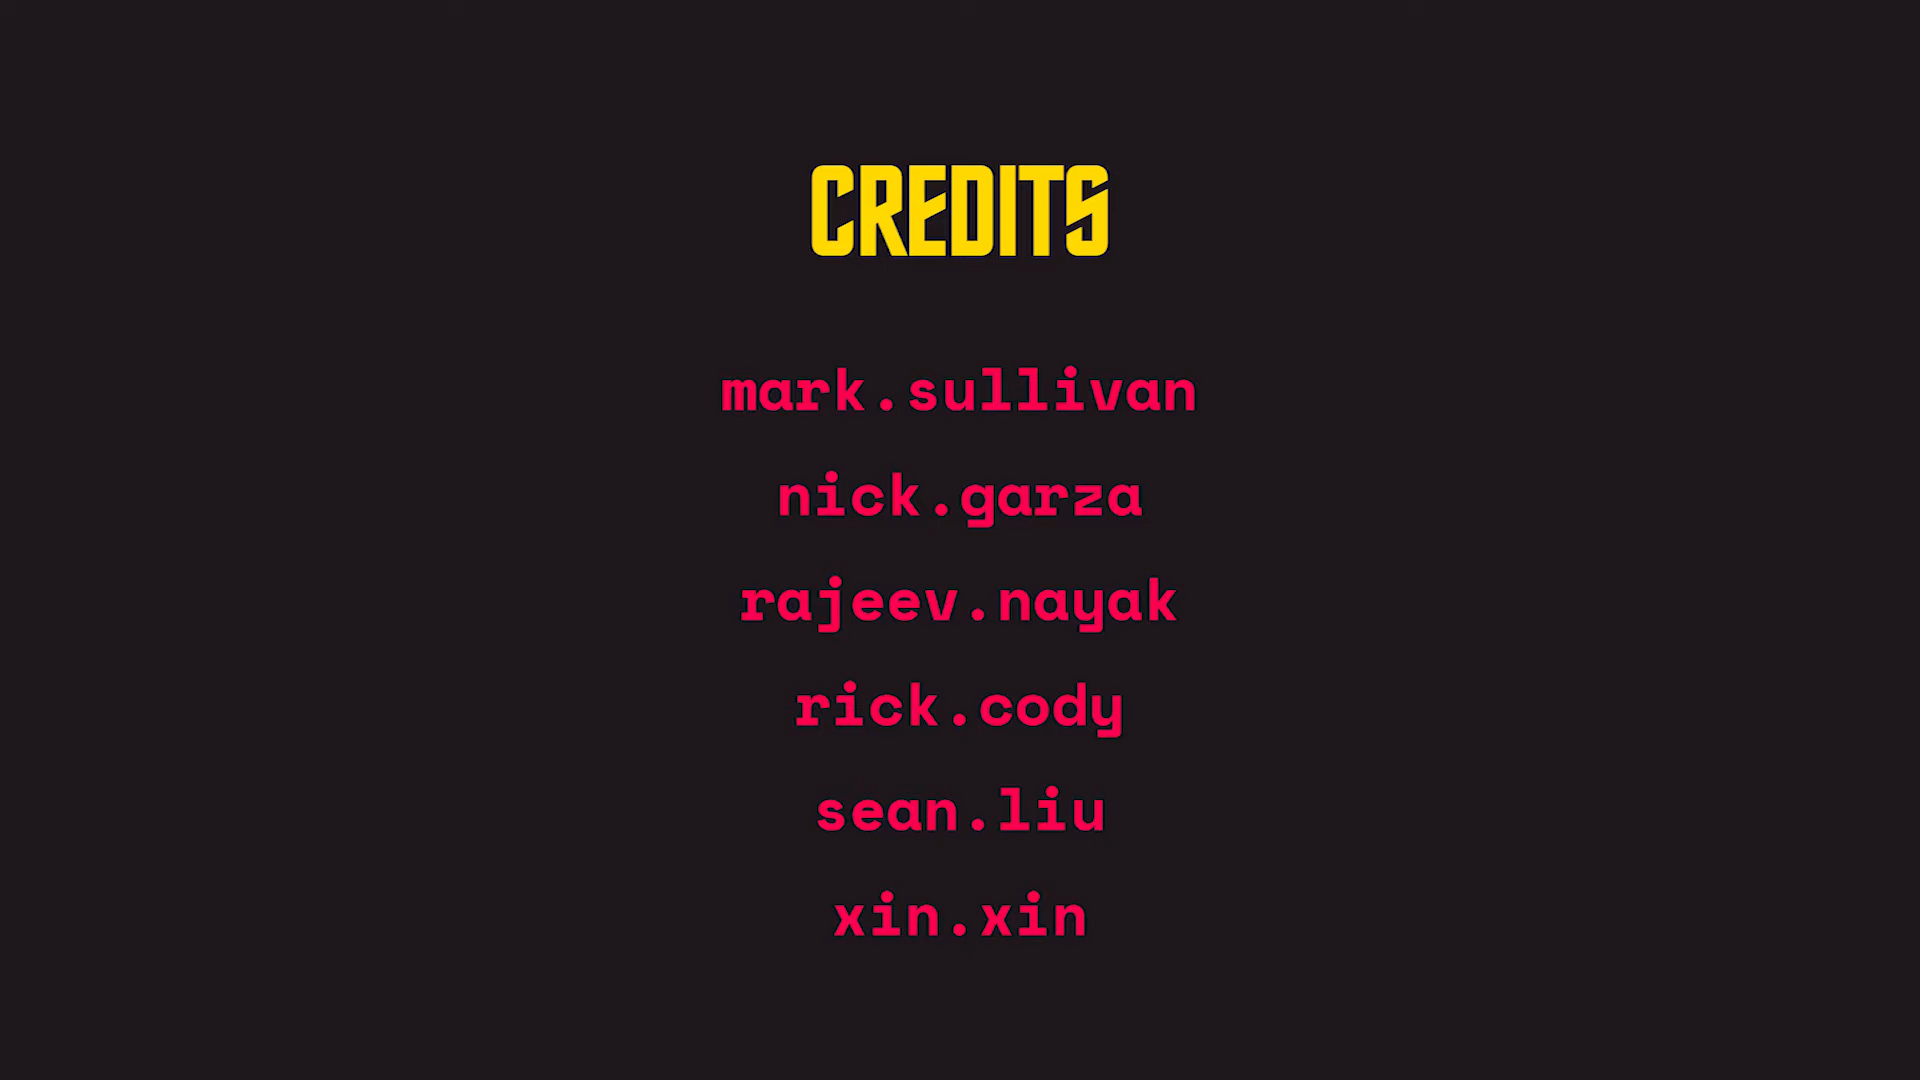 CREDITS
mark.sullivan
nick.garza
rajeev.nayak
rick.cody
sean.liu
xin.xin